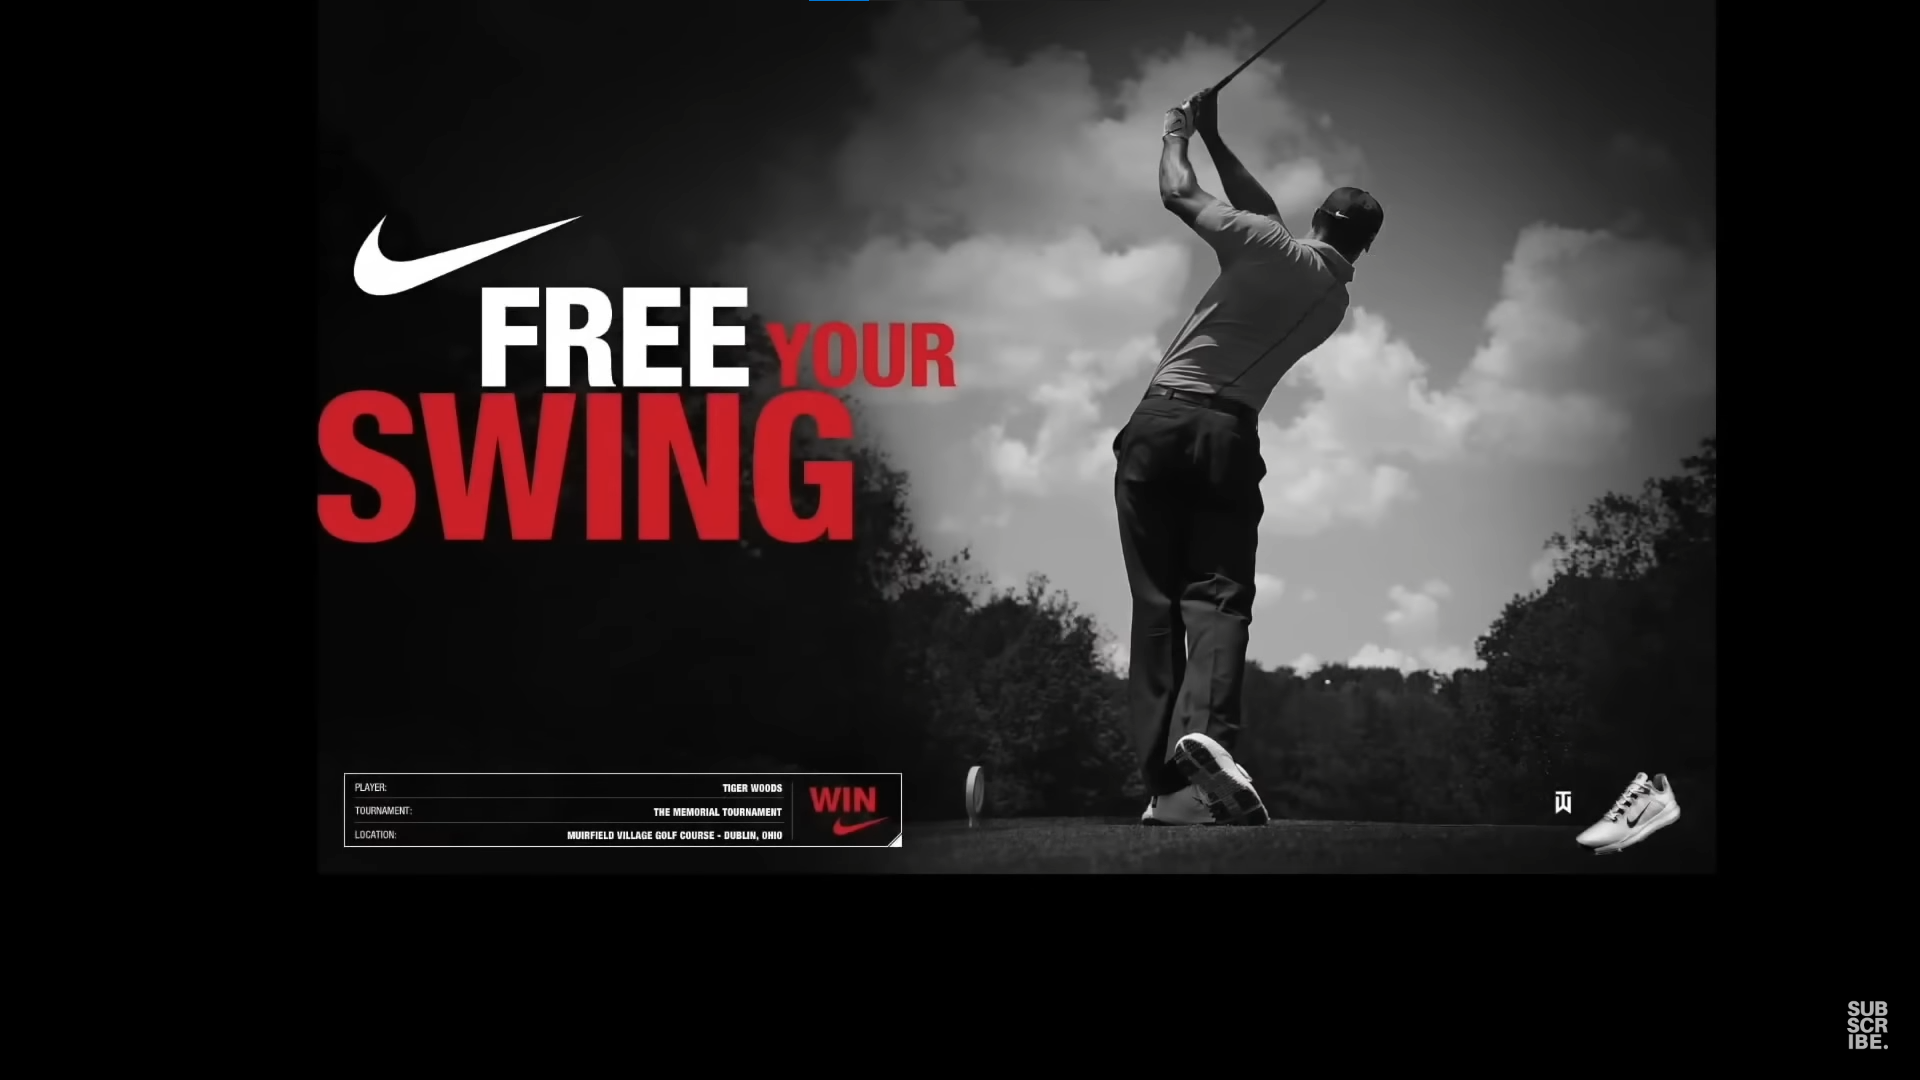 FREE YOUR
SWING
PLAYER: TIGER WOODS
TOURNAMENT: THE MEMORIAL TOURNAMENT
LOCATION: MUIRFIELD VILLAGE GOLF COURSE - DUBLIN, OHIO
WIN
TW
SUB
SCR
IBE.